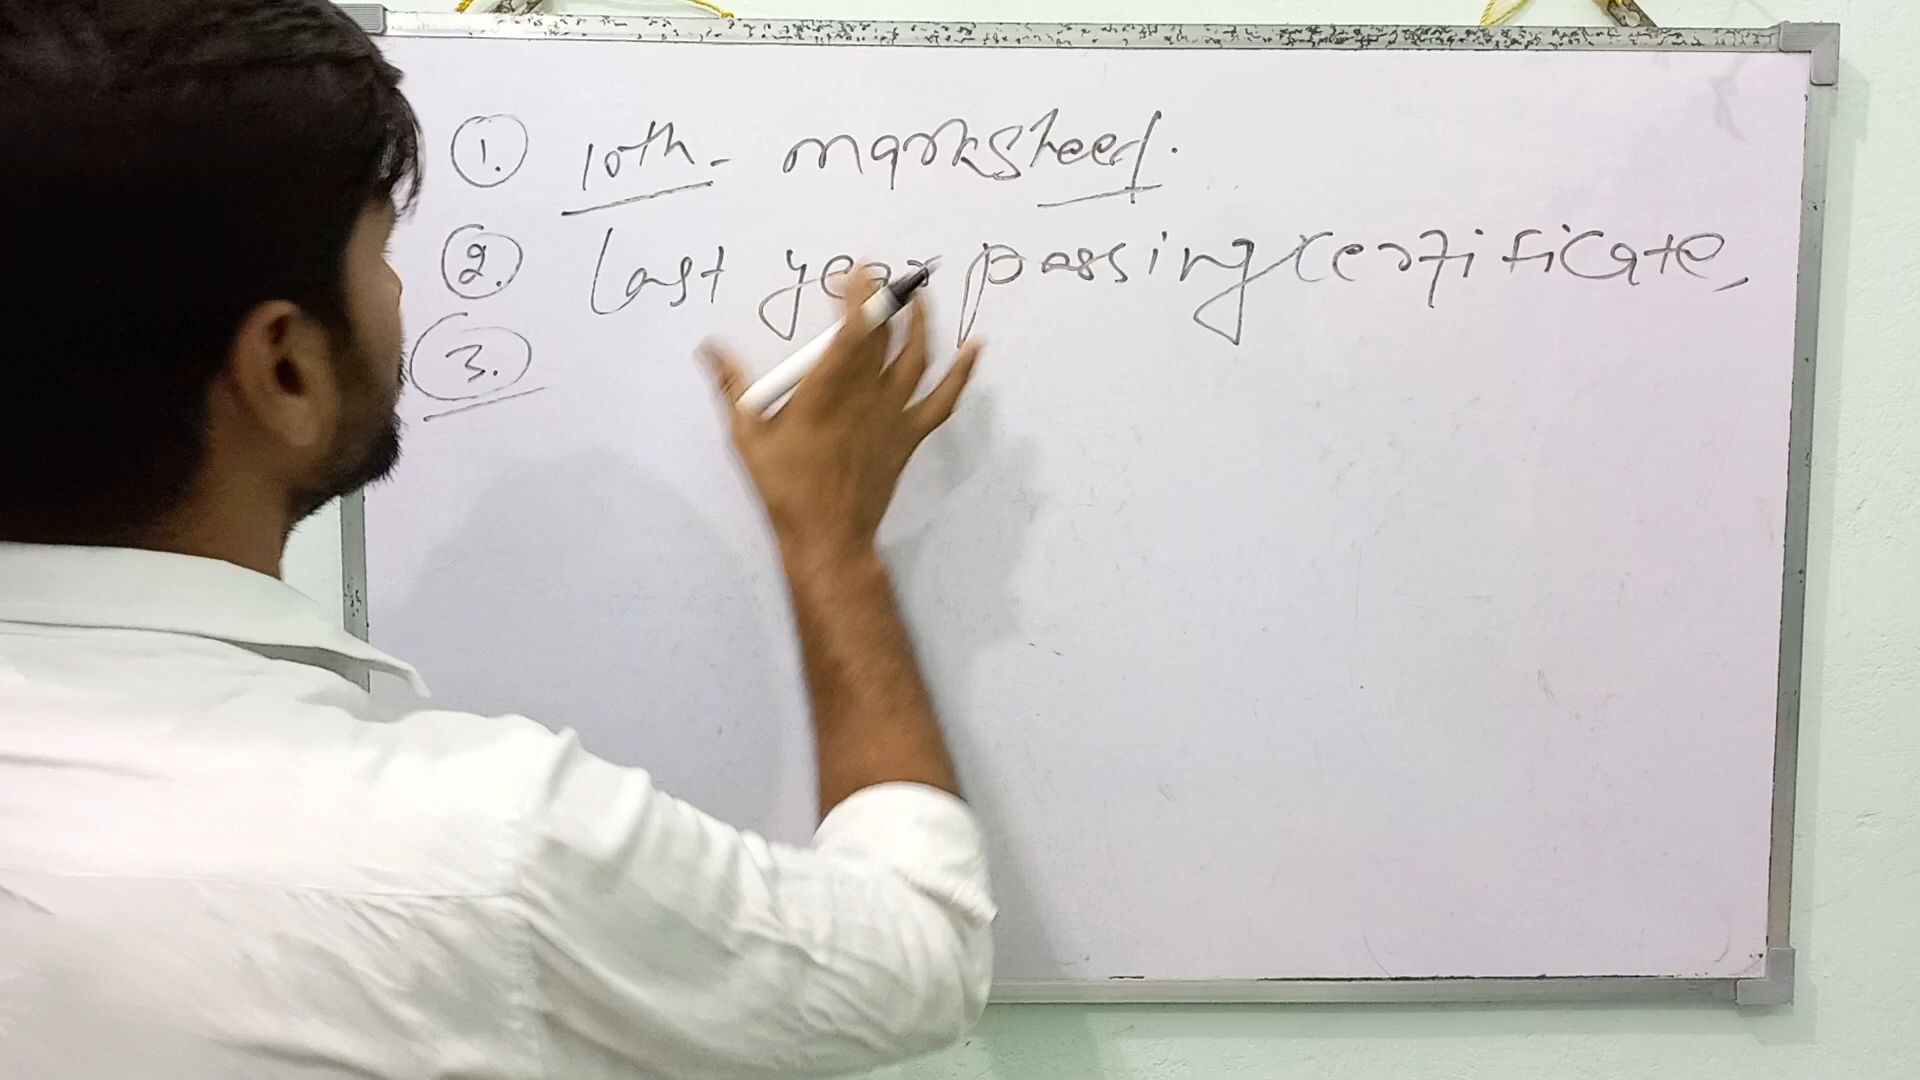 1. 10th - marksheet.
2. Last year passing certificate,
3.